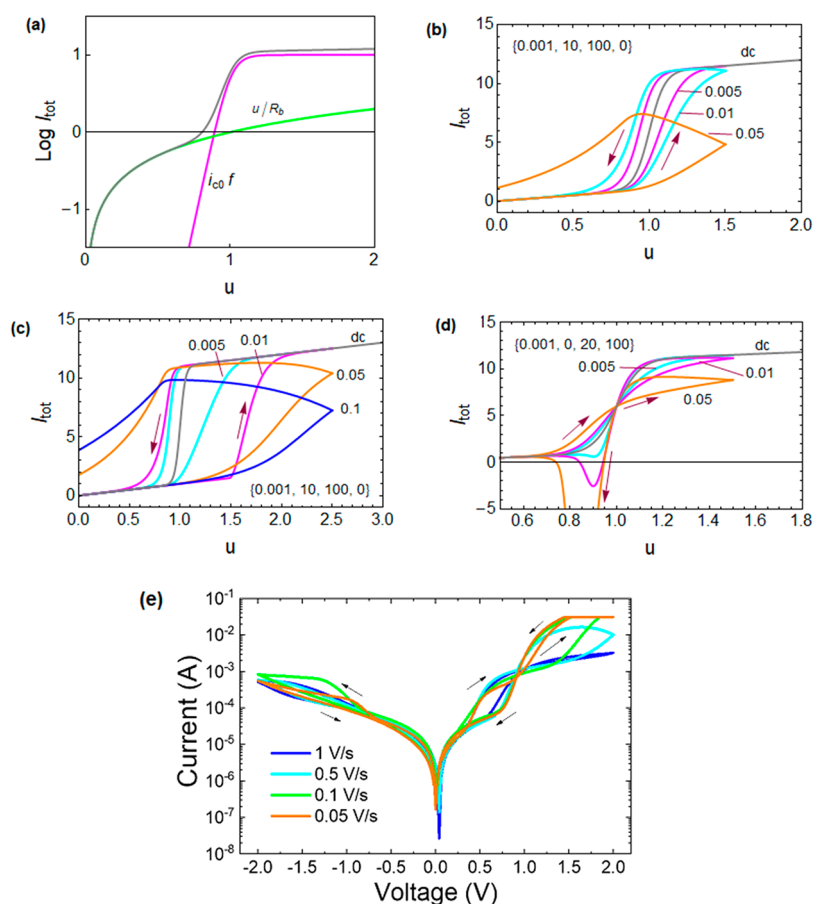 (a)
Log Itot
1
0
−1
u/Rb
ic0 f
0 1 2
u
(b)
{0.001, 10, 100, 0}
dc
0.005
0.01
0.05
Itot
15
10
5
0
0.0 0.5 1.0 1.5 2.0
u
(c)
dc
0.005 0.01
0.05
0.1
{0.001, 10, 100, 0}
Itot
15
10
5
0
0.0 0.5 1.0 1.5 2.0 2.5 3.0
u
(d)
{0.001, 0, 20, 100}
dc
0.005
0.01
0.05
Itot
15
10
5
0
−5
0.6 0.8 1.0 1.2 1.4 1.6 1.8
u
(e)
Current (A)
10-1
10-2
10-3
10-4
10-5
10-6
10-7
10-8
1 V/s
0.5 V/s
0.1 V/s
0.05 V/s
-2.0 -1.5 -1.0 -0.5 0.0 0.5 1.0 1.5 2.0
Voltage (V)